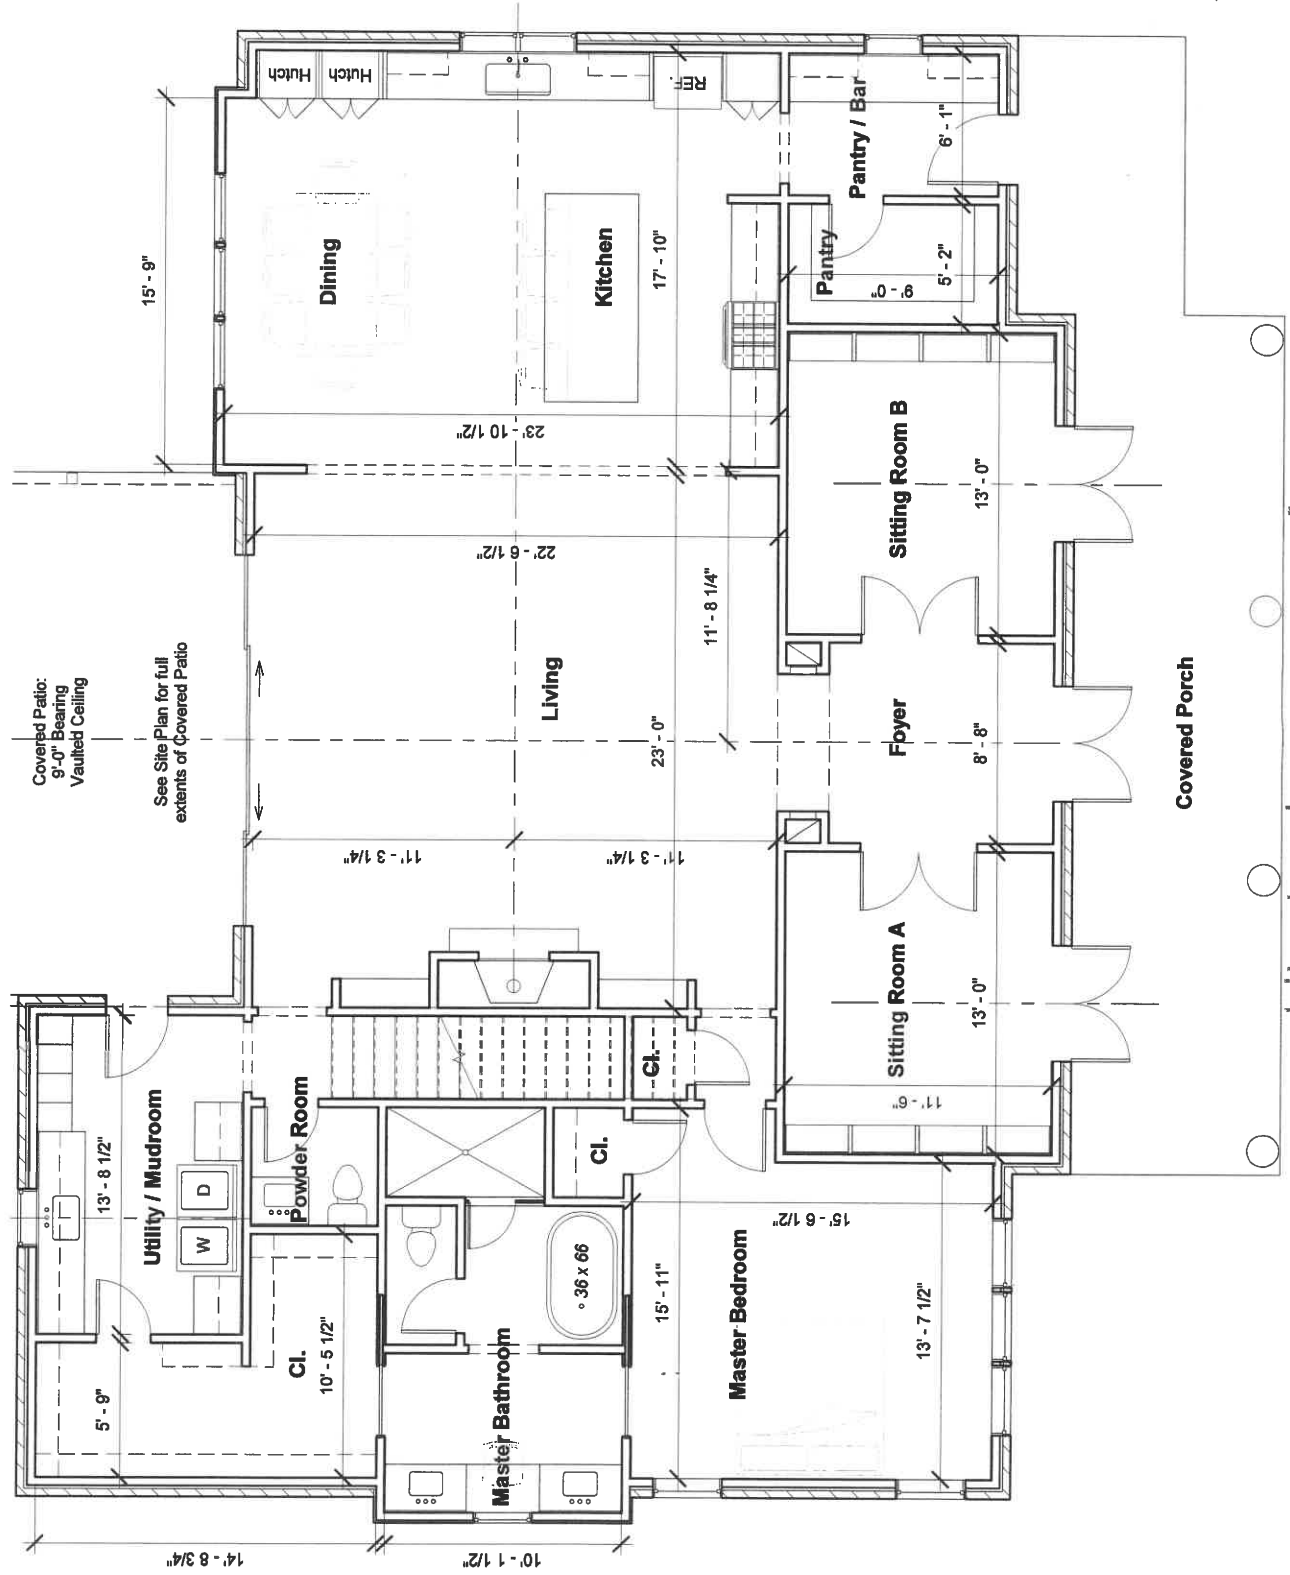 Covered Patio:
9'-0" Bearing
Vaulted Ceiling
See Site Plan for full
extents of Covered Patio
15' - 9"
Hutch
Hutch
REF.
Dining
Kitchen
17' - 10"
23' - 10 1/2"
Pantry / Bar
6' - 1"
Pantry
5' - 2"
9' - 0"
22' - 6 1/2"
11' - 8 1/4"
Living
23' - 0"
11' - 3 1/4"
11' - 3 1/4"
Sitting Room B
13' - 0"
Foyer
8' - 8"
Covered Porch
Sitting Room A
13' - 0"
11' - 6"
Cl.
Utility / Mudroom
13' - 8 1/2"
D
W
Powder Room
Cl.
15' - 6 1/2"
36 x 66
Cl.
10' - 5 1/2"
5' - 9"
Master Bathroom
Master Bedroom
15' - 11"
13' - 7 1/2"
14' - 8 3/4"
10' - 1 1/2"